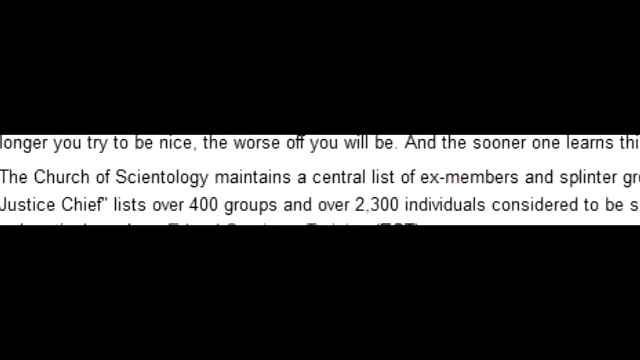 longer you try to be nice, the worse off you will be. And the sooner one learns thi
The Church of Scientology maintains a central list of ex-members and splinter gr
Justice Chief" lists over 400 groups and over 2,300 individuals considered to be s